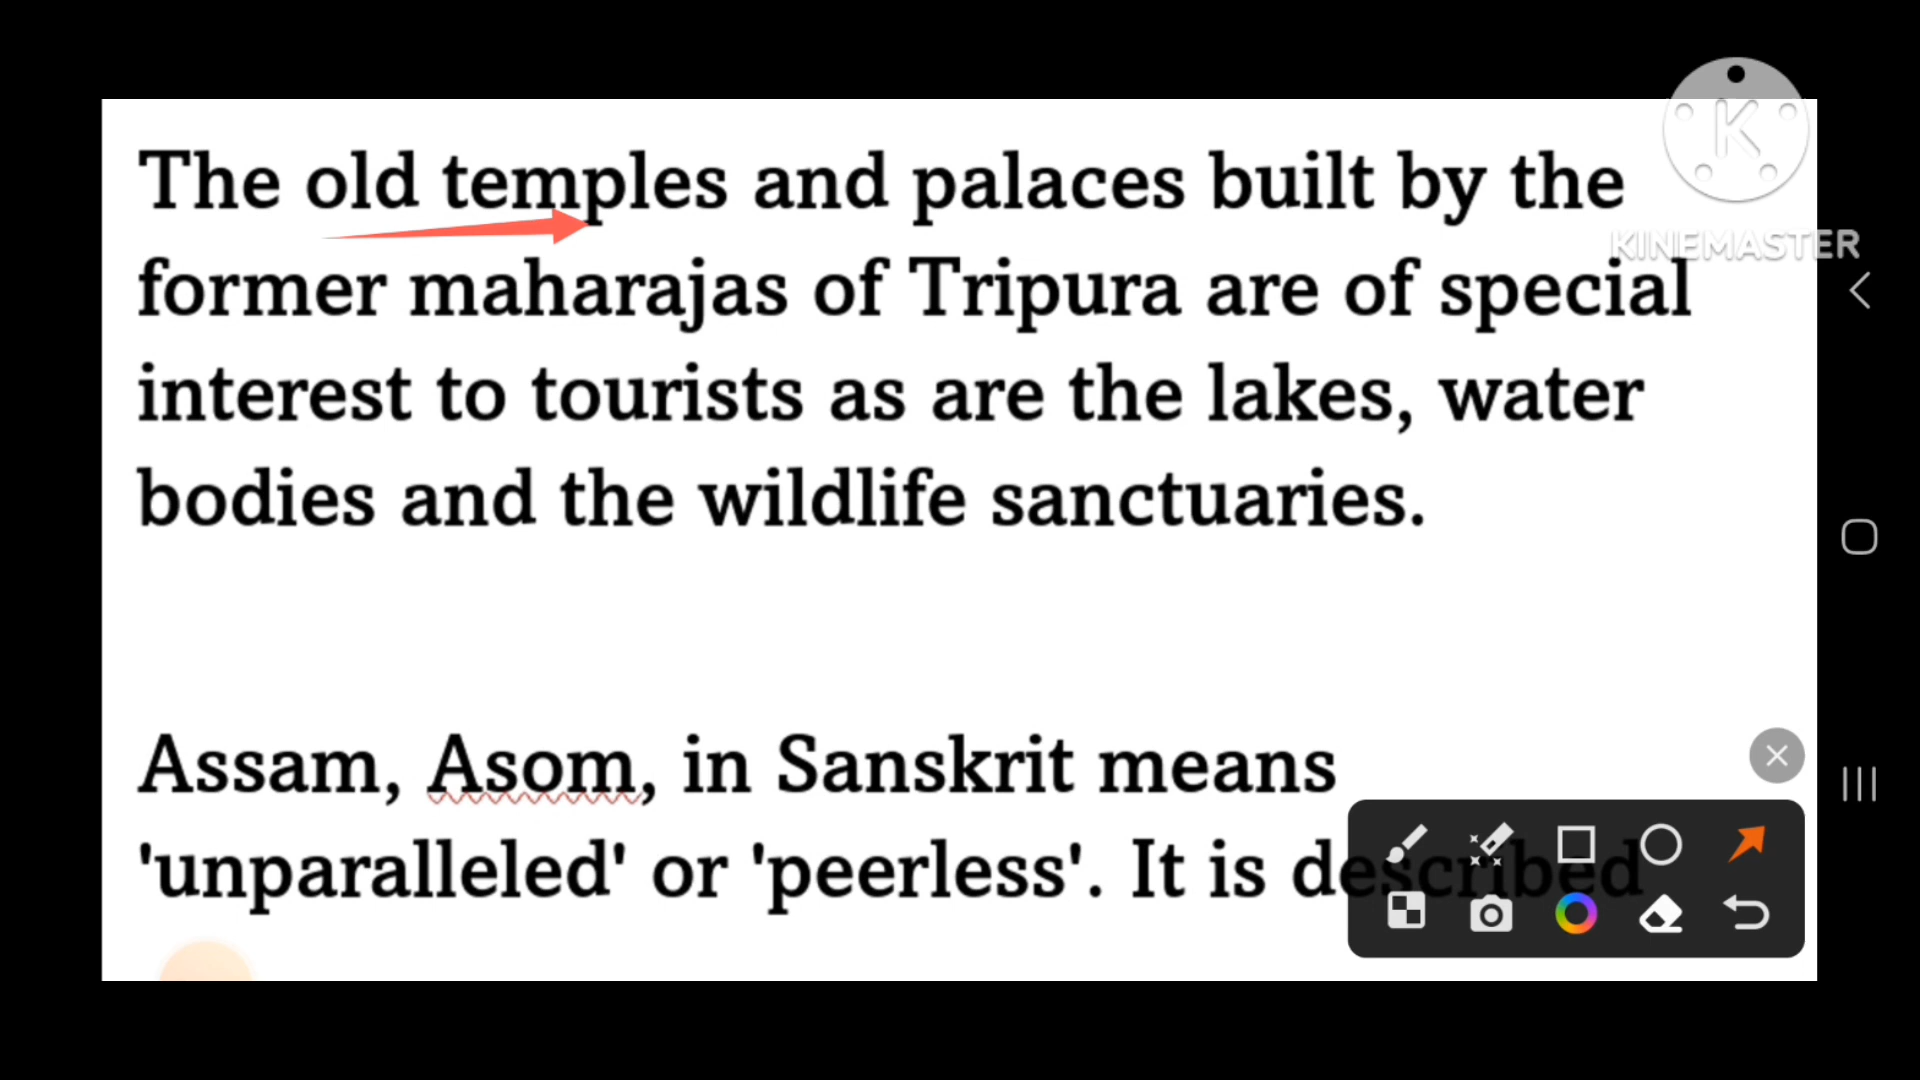 The old temples and palaces built by the
former maharajas of Tripura are of special
interest to tourists as are the lakes, water
bodies and the wildlife sanctuaries.
Assam, Asom, in Sanskrit means
'unparalleled' or 'peerless'. It is described
K
KINEMASTER